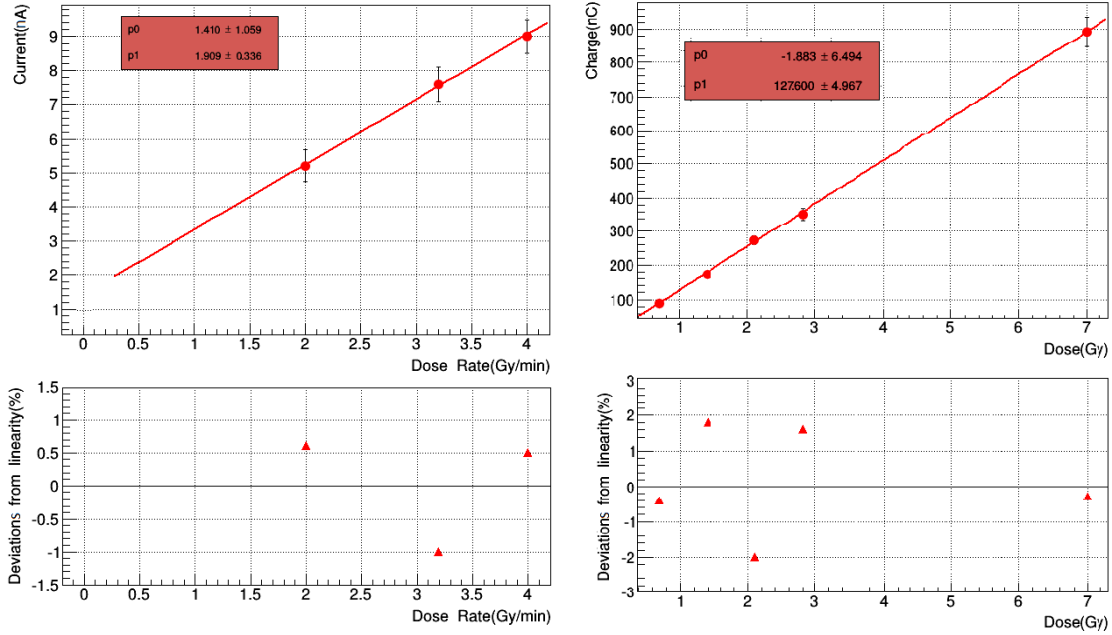 Current(nA)
9
8
7
6
5
4
3
2
1
p0 1.410 ± 1.059
p1 1.909 ± 0.336
0 0.5 1 1.5 2 2.5 3 3.5 4
Dose Rate(Gy/min)
Charge(nC)
900
800
700
600
500
400
300
200
100
p0 -1.883 ± 6.494
p1 127.600 ± 4.967
1 2 3 4 5 6 7
Dose(Gy)
Deviations from linearity(%)
1.5
1
0.5
0
-0.5
-1
-1.5
0 0.5 1 1.5 2 2.5 3 3.5 4
Dose Rate(Gy/min)
Deviations from linearity(%)
3
2
1
0
-1
-2
-3
1 2 3 4 5 6 7
Dose(Gy)